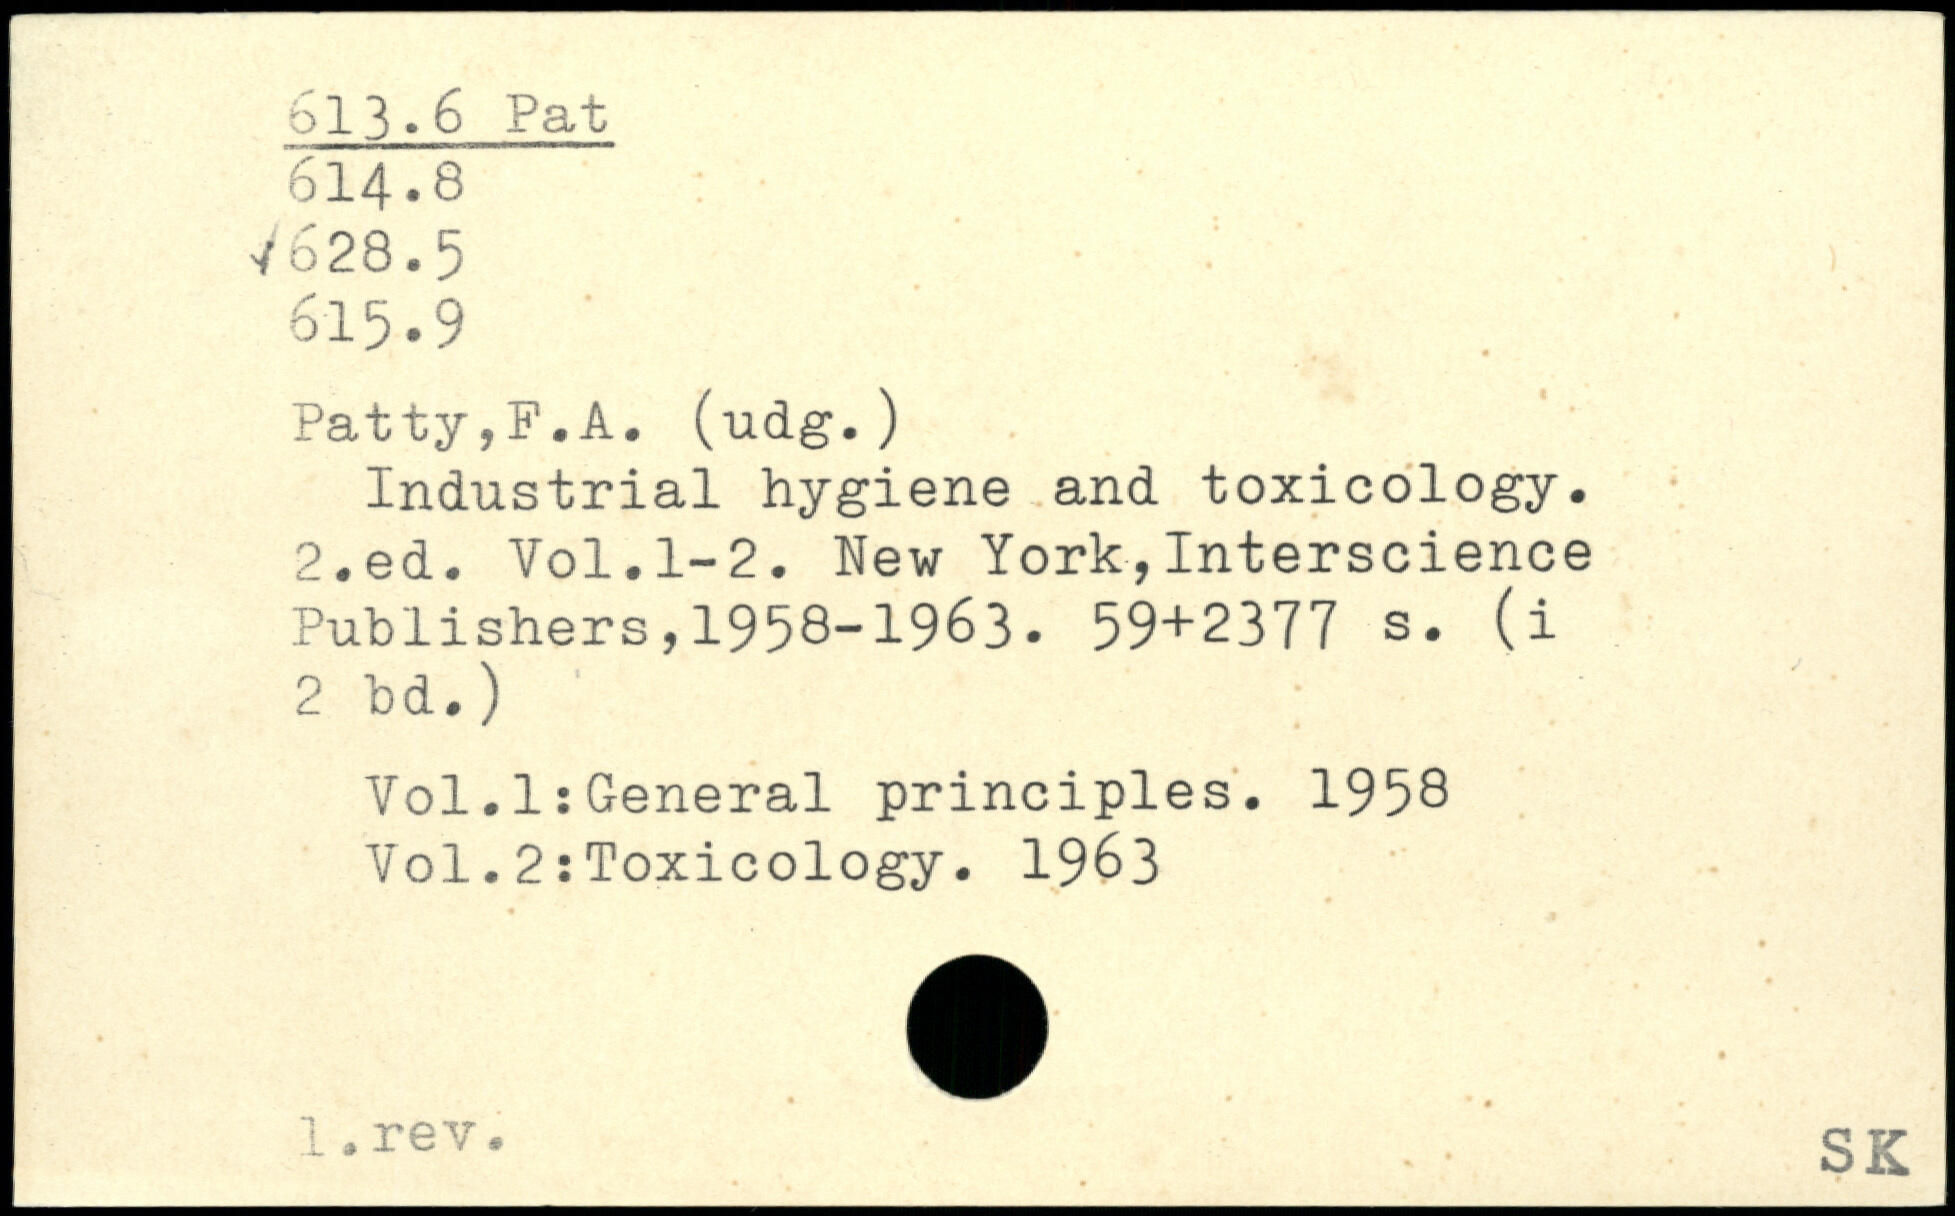 613.6 Pat
614.8
✓628.5
615.9
Patty,F.A. (udg.)
Industrial hygiene and toxicology.
2.ed. Vol.1-2. New York,Interscience
Publishers,1958-1963. 59+2377 s. (i
2 bd.)
Vol.1:General principles. 1958
Vol.2:Toxicology. 1963
1.rev.
SK